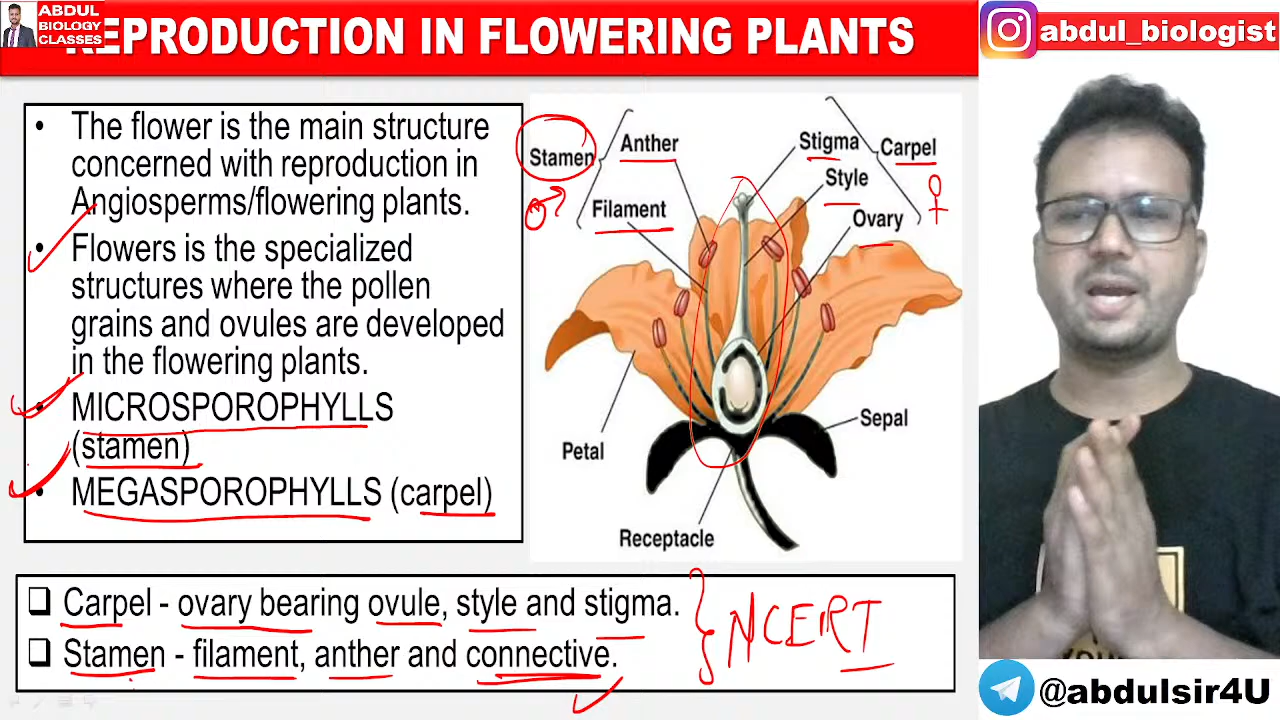 ABDUL
BIOLOGY
CLASSES
REPRODUCTION IN FLOWERING PLANTS
abdul_biologist
• The flower is the main structure
concerned with reproduction in
Angiosperms/flowering plants.
• Flowers is the specialized
structures where the pollen
grains and ovules are developed
in the flowering plants.
• MICROSPOROPHYLLS
(stamen)
• MEGASPOROPHYLLS (carpel)
Stamen
Anther
Filament
Stigma
Style
Ovary
Carpel
♂
♀
Petal
Sepal
Receptacle
❑ Carpel - ovary bearing ovule, style and stigma.
❑ Stamen - filament, anther and connective.
NCERT
@abdulsir4U